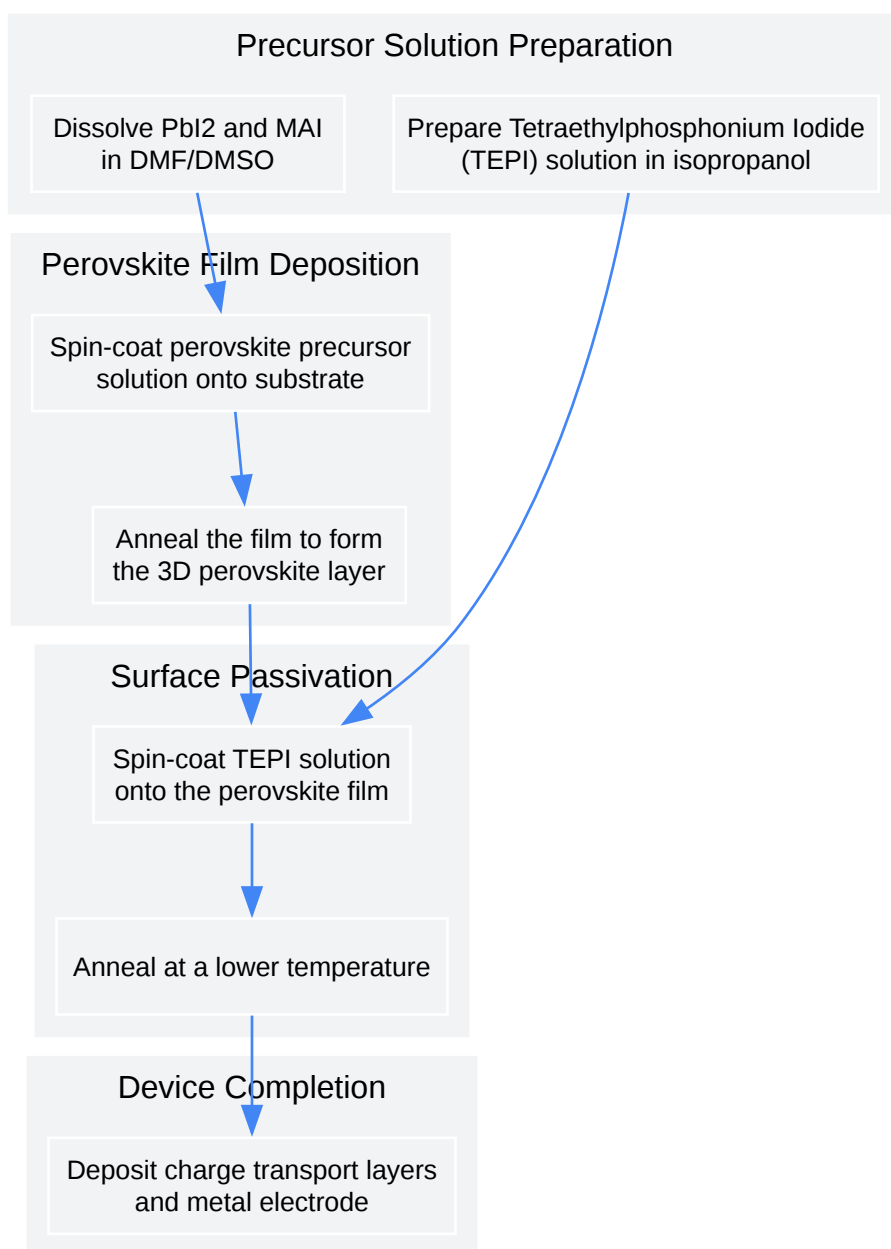 Precursor Solution Preparation
Dissolve PbI2 and MAI
in DMF/DMSO
Prepare Tetraethylphosphonium Iodide
(TEPI) solution in isopropanol
Perovskite Film Deposition
Spin-coat perovskite precursor
solution onto substrate
Anneal the film to form
the 3D perovskite layer
Surface Passivation
Spin-coat TEPI solution
onto the perovskite film
Anneal at a lower temperature
Device Completion
Deposit charge transport layers
and metal electrode